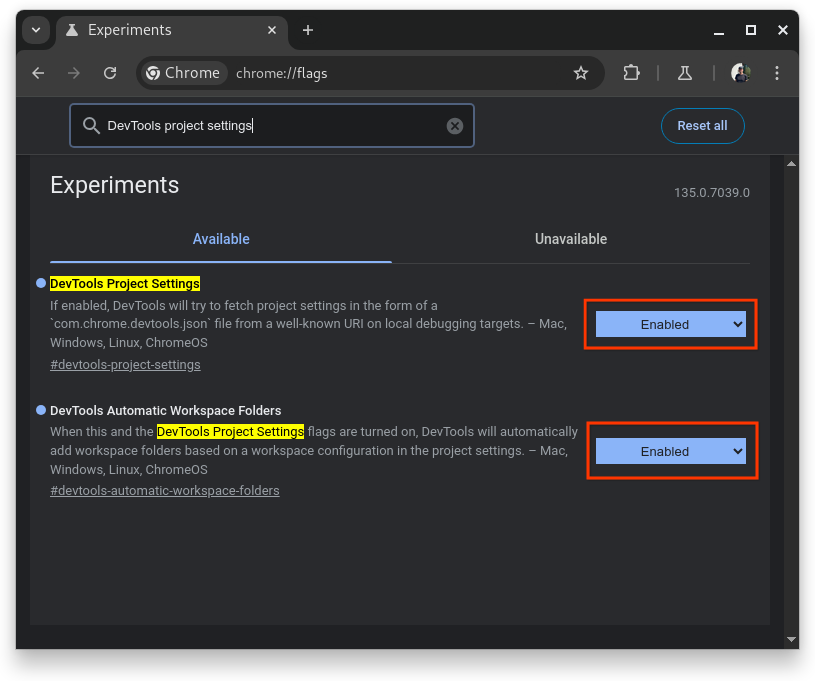 Experiments
Chrome chrome://flags
DevTools project settings
Reset all
Experiments
135.0.7039.0
Available
Unavailable
DevTools Project Settings
If enabled, DevTools will try to fetch project settings in the form of a
`com.chrome.devtools.json` file from a well-known URI on local debugging targets. – Mac,
Windows, Linux, ChromeOS
#devtools-project-settings
Enabled
DevTools Automatic Workspace Folders
When this and the DevTools Project Settings flags are turned on, DevTools will automatically
add workspace folders based on a workspace configuration in the project settings. – Mac,
Windows, Linux, ChromeOS
#devtools-automatic-workspace-folders
Enabled